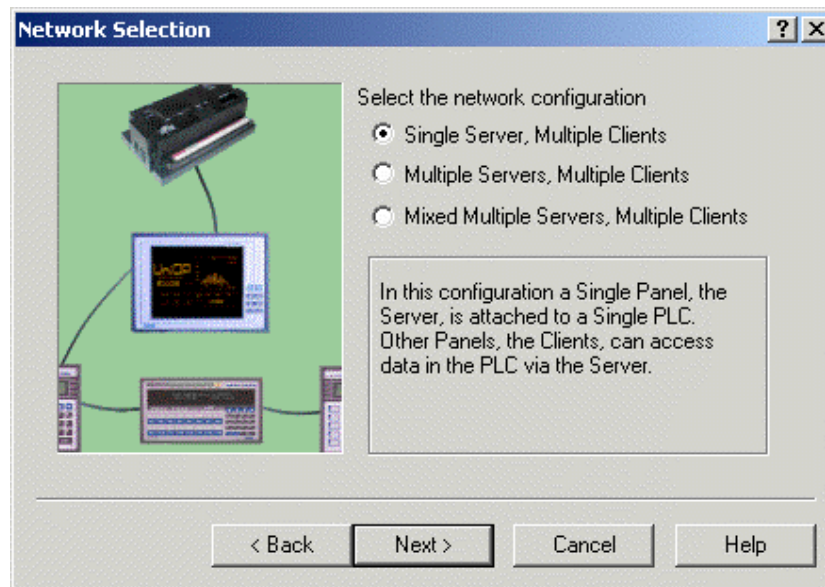 Network Selection
Select the network configuration
Single Server, Multiple Clients
Multiple Servers, Multiple Clients
Mixed Multiple Servers, Multiple Clients
UniOP
In this configuration a Single Panel, the
Server, is attached to a Single PLC.
Other Panels, the Clients, can access
data in the PLC via the Server.
< Back
Next >
Cancel
Help